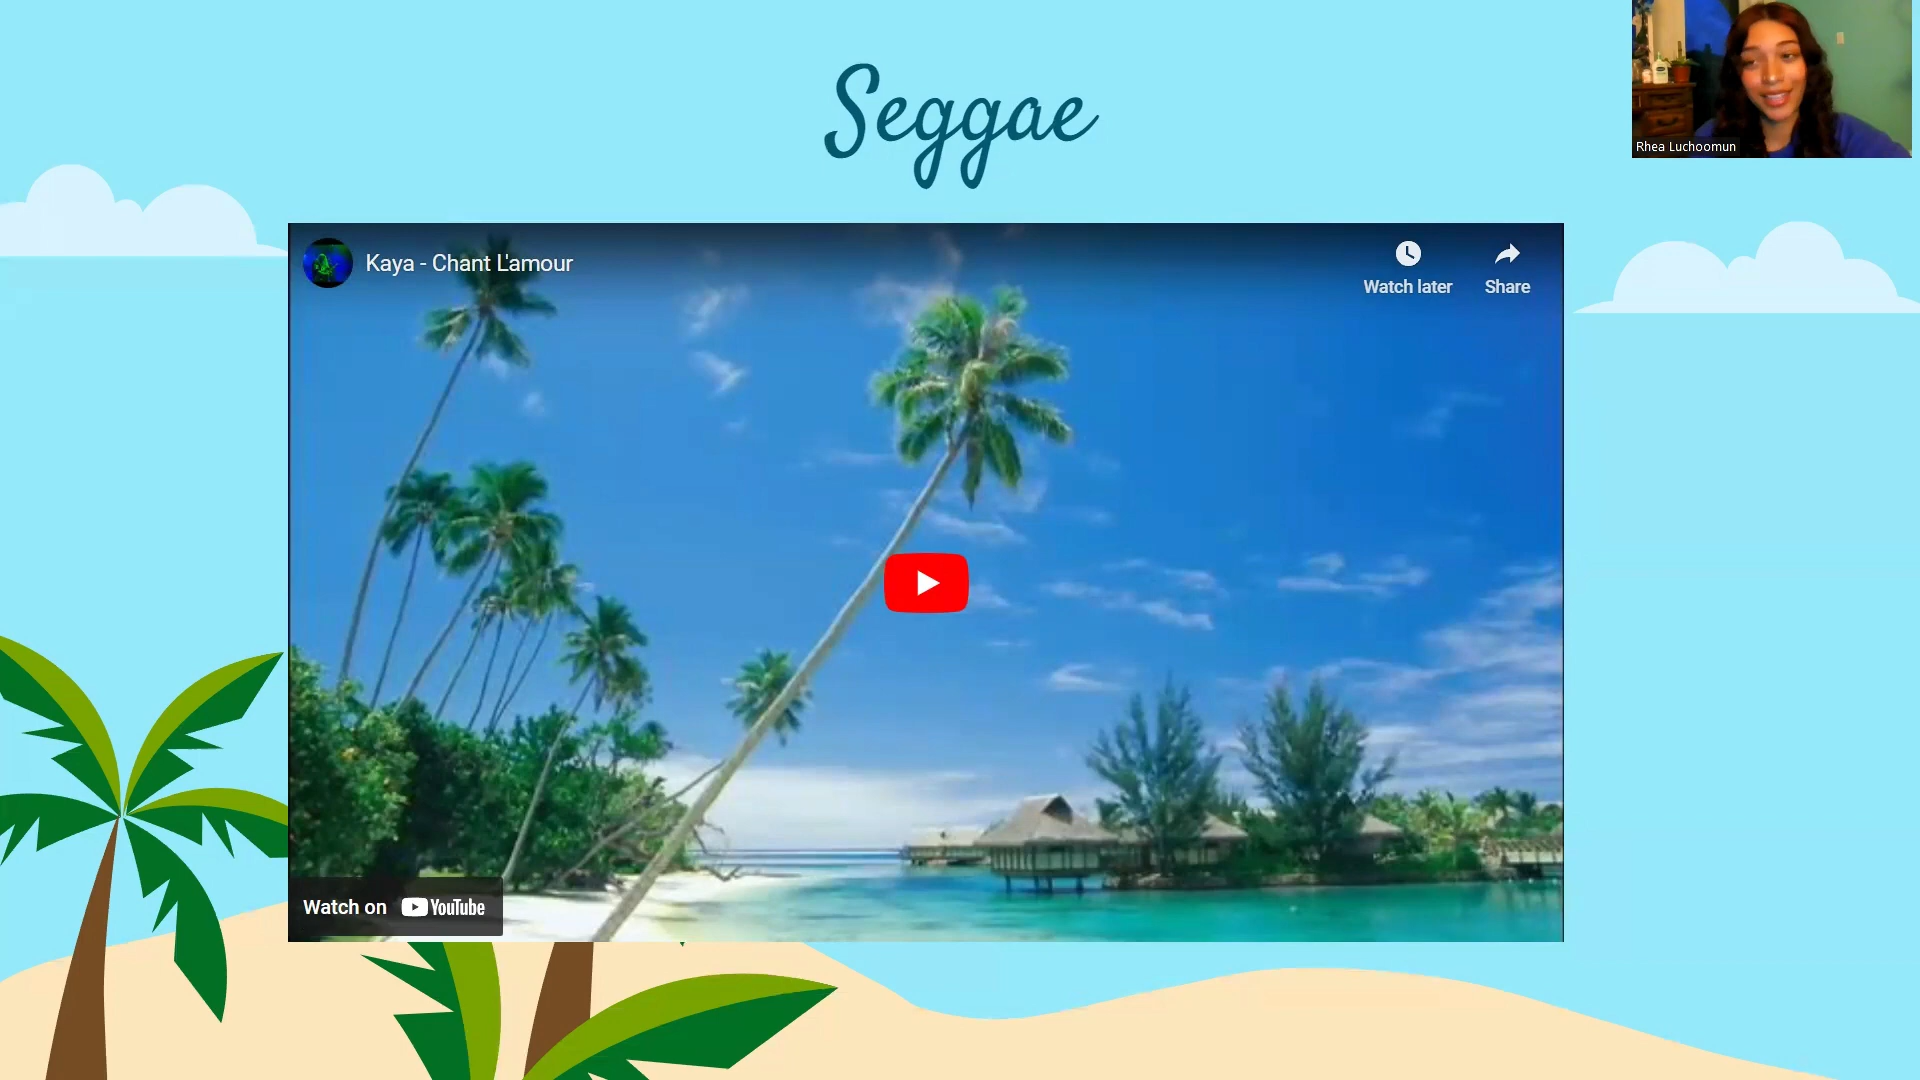 Seggae
Rhea Luchoomun
Kaya - Chant L'amour
Watch later
Share
Watch on YouTube